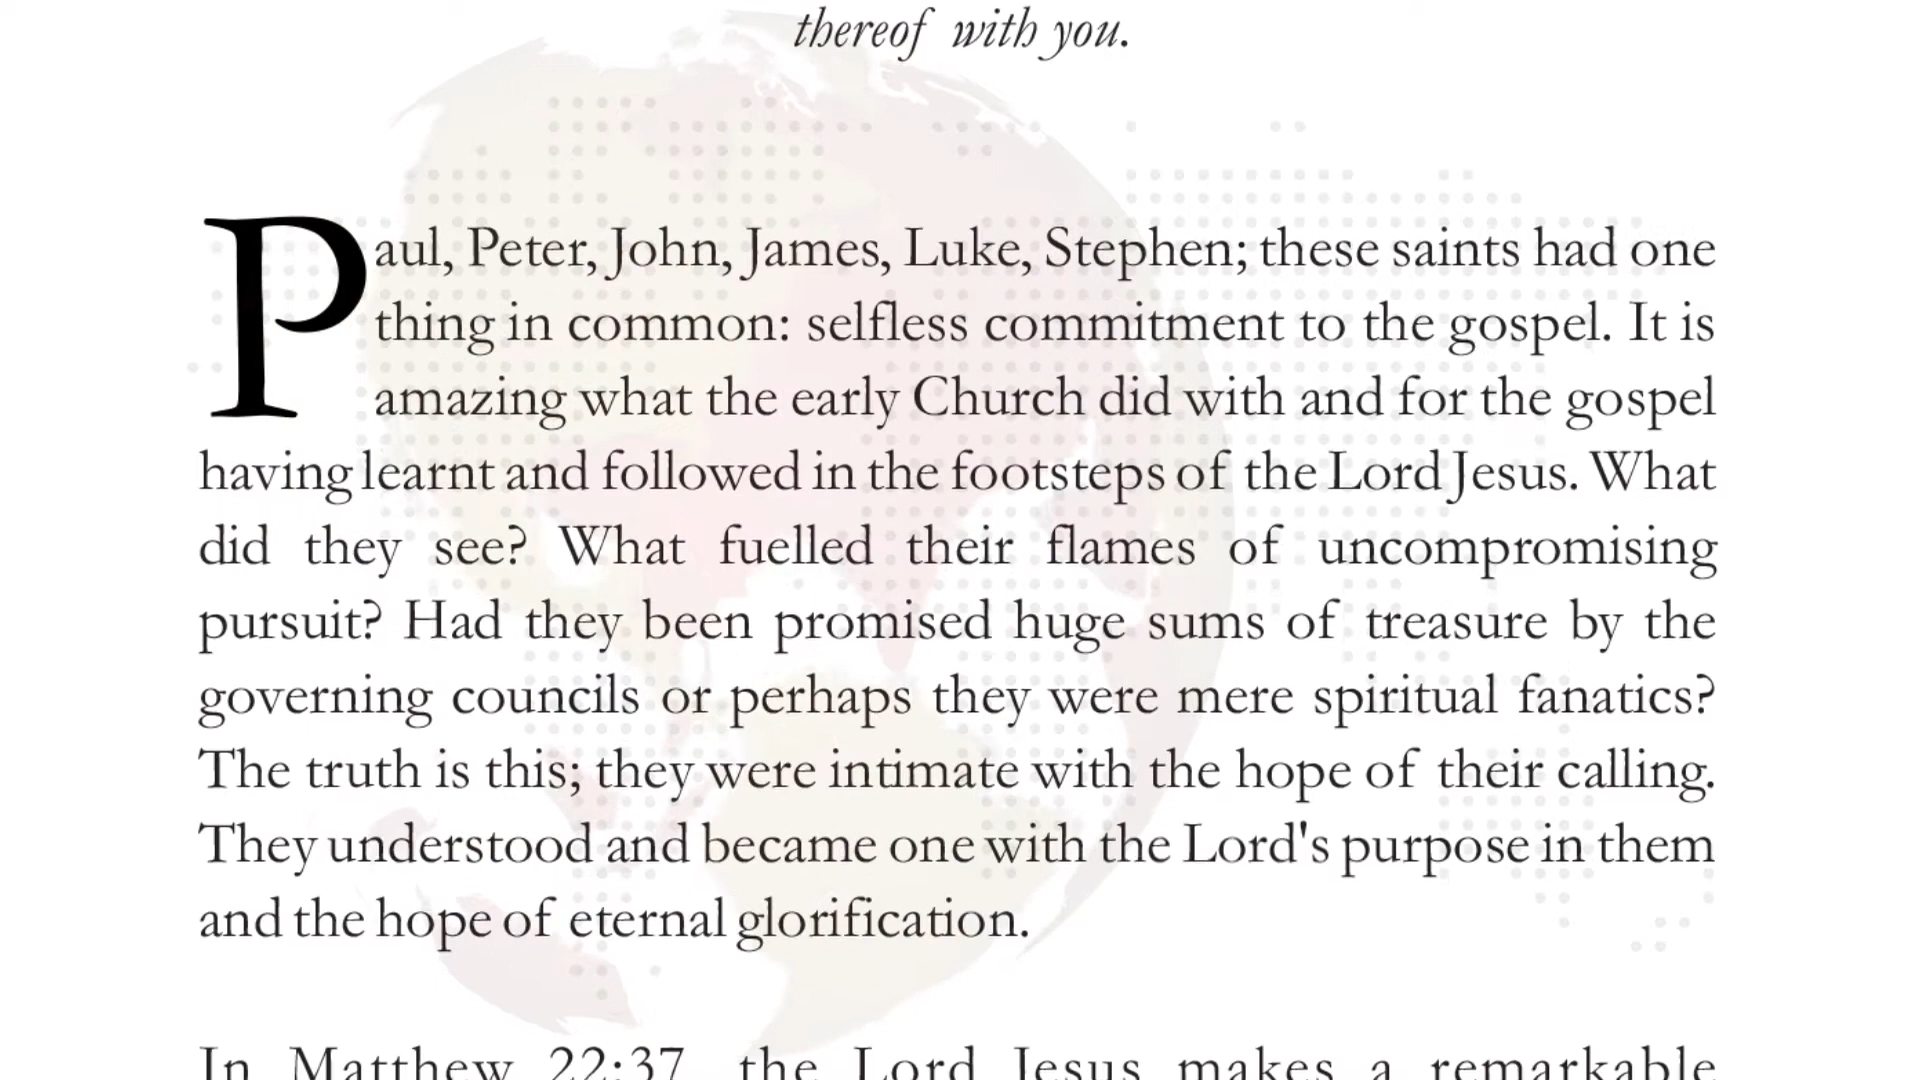 thereof with you.
Paul, Peter, John, James, Luke, Stephen; these saints had one
thing in common: selfless commitment to the gospel. It is
amazing what the early Church did with and for the gospel
having learnt and followed in the footsteps of the Lord Jesus. What
did they see? What fuelled their flames of uncompromising
pursuit? Had they been promised huge sums of treasure by the
governing councils or perhaps they were mere spiritual fanatics?
The truth is this; they were intimate with the hope of their calling.
They understood and became one with the Lord's purpose in them
and the hope of eternal glorification.
In Matthew 22:37 the Lord Jesus makes a remarkable